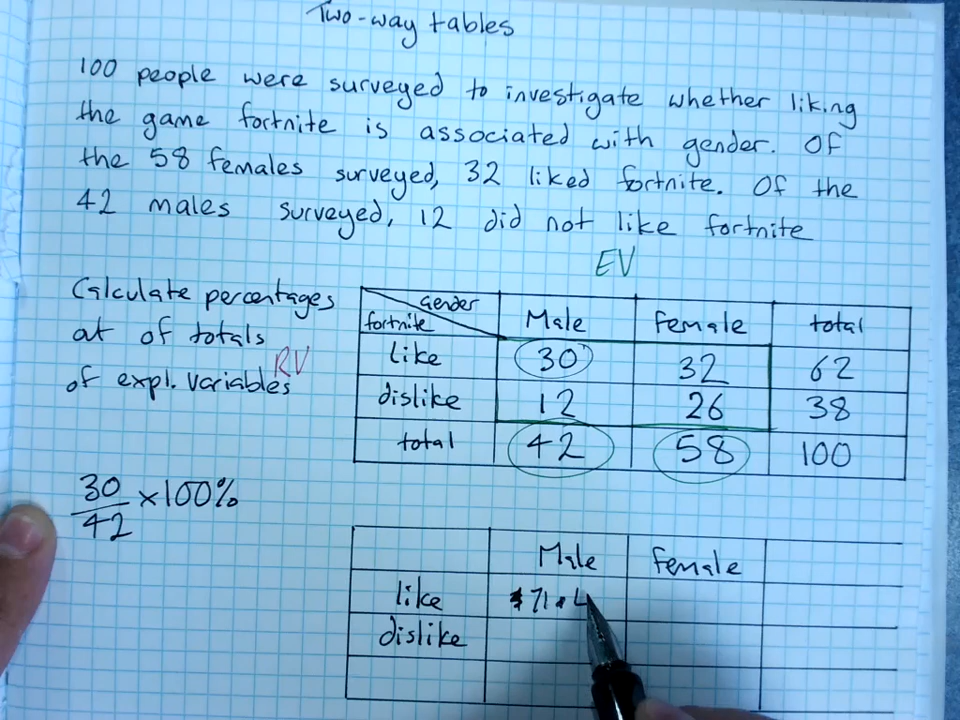 Two-way tables
100 people were surveyed to investigate whether liking
the game fortnite is associated with gender. Of
the 58 females surveyed, 32 liked fortnite. Of the
42 males surveyed, 12 did not like fortnite
EV
Calculate percentages
at of totals
RV
of expl. variables
gender
fortnite Male female total
like 30 32 62
dislike 12 26 38
total 42 58 100
30
42
×100%
Male female
like 71.4
dislike